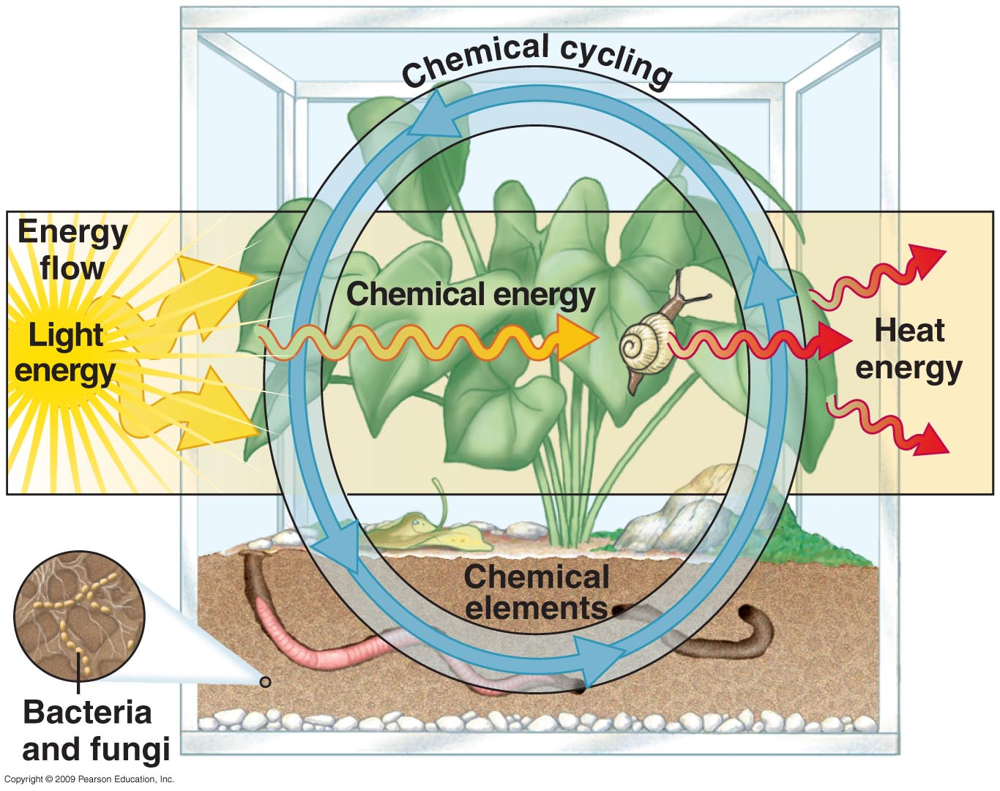 Chemical cycling
Energy
flow
Light
energy
Chemical energy
Heat
energy
Chemical
elements
Bacteria
and fungi
Copyright © 2009 Pearson Education, Inc.